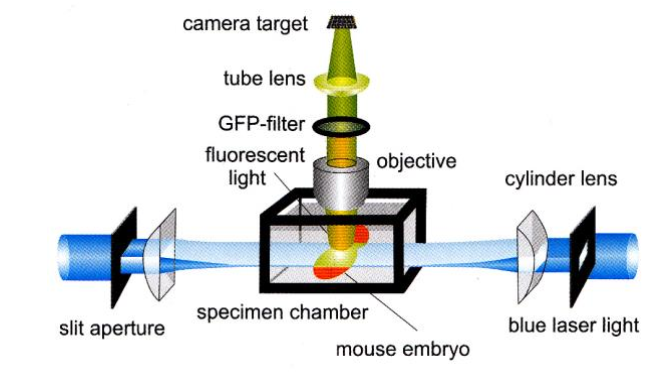 camera target
tube lens
GFP-filter
fluorescent
light
objective
cylinder lens
specimen chamber
slit aperture
blue laser light
mouse embryo